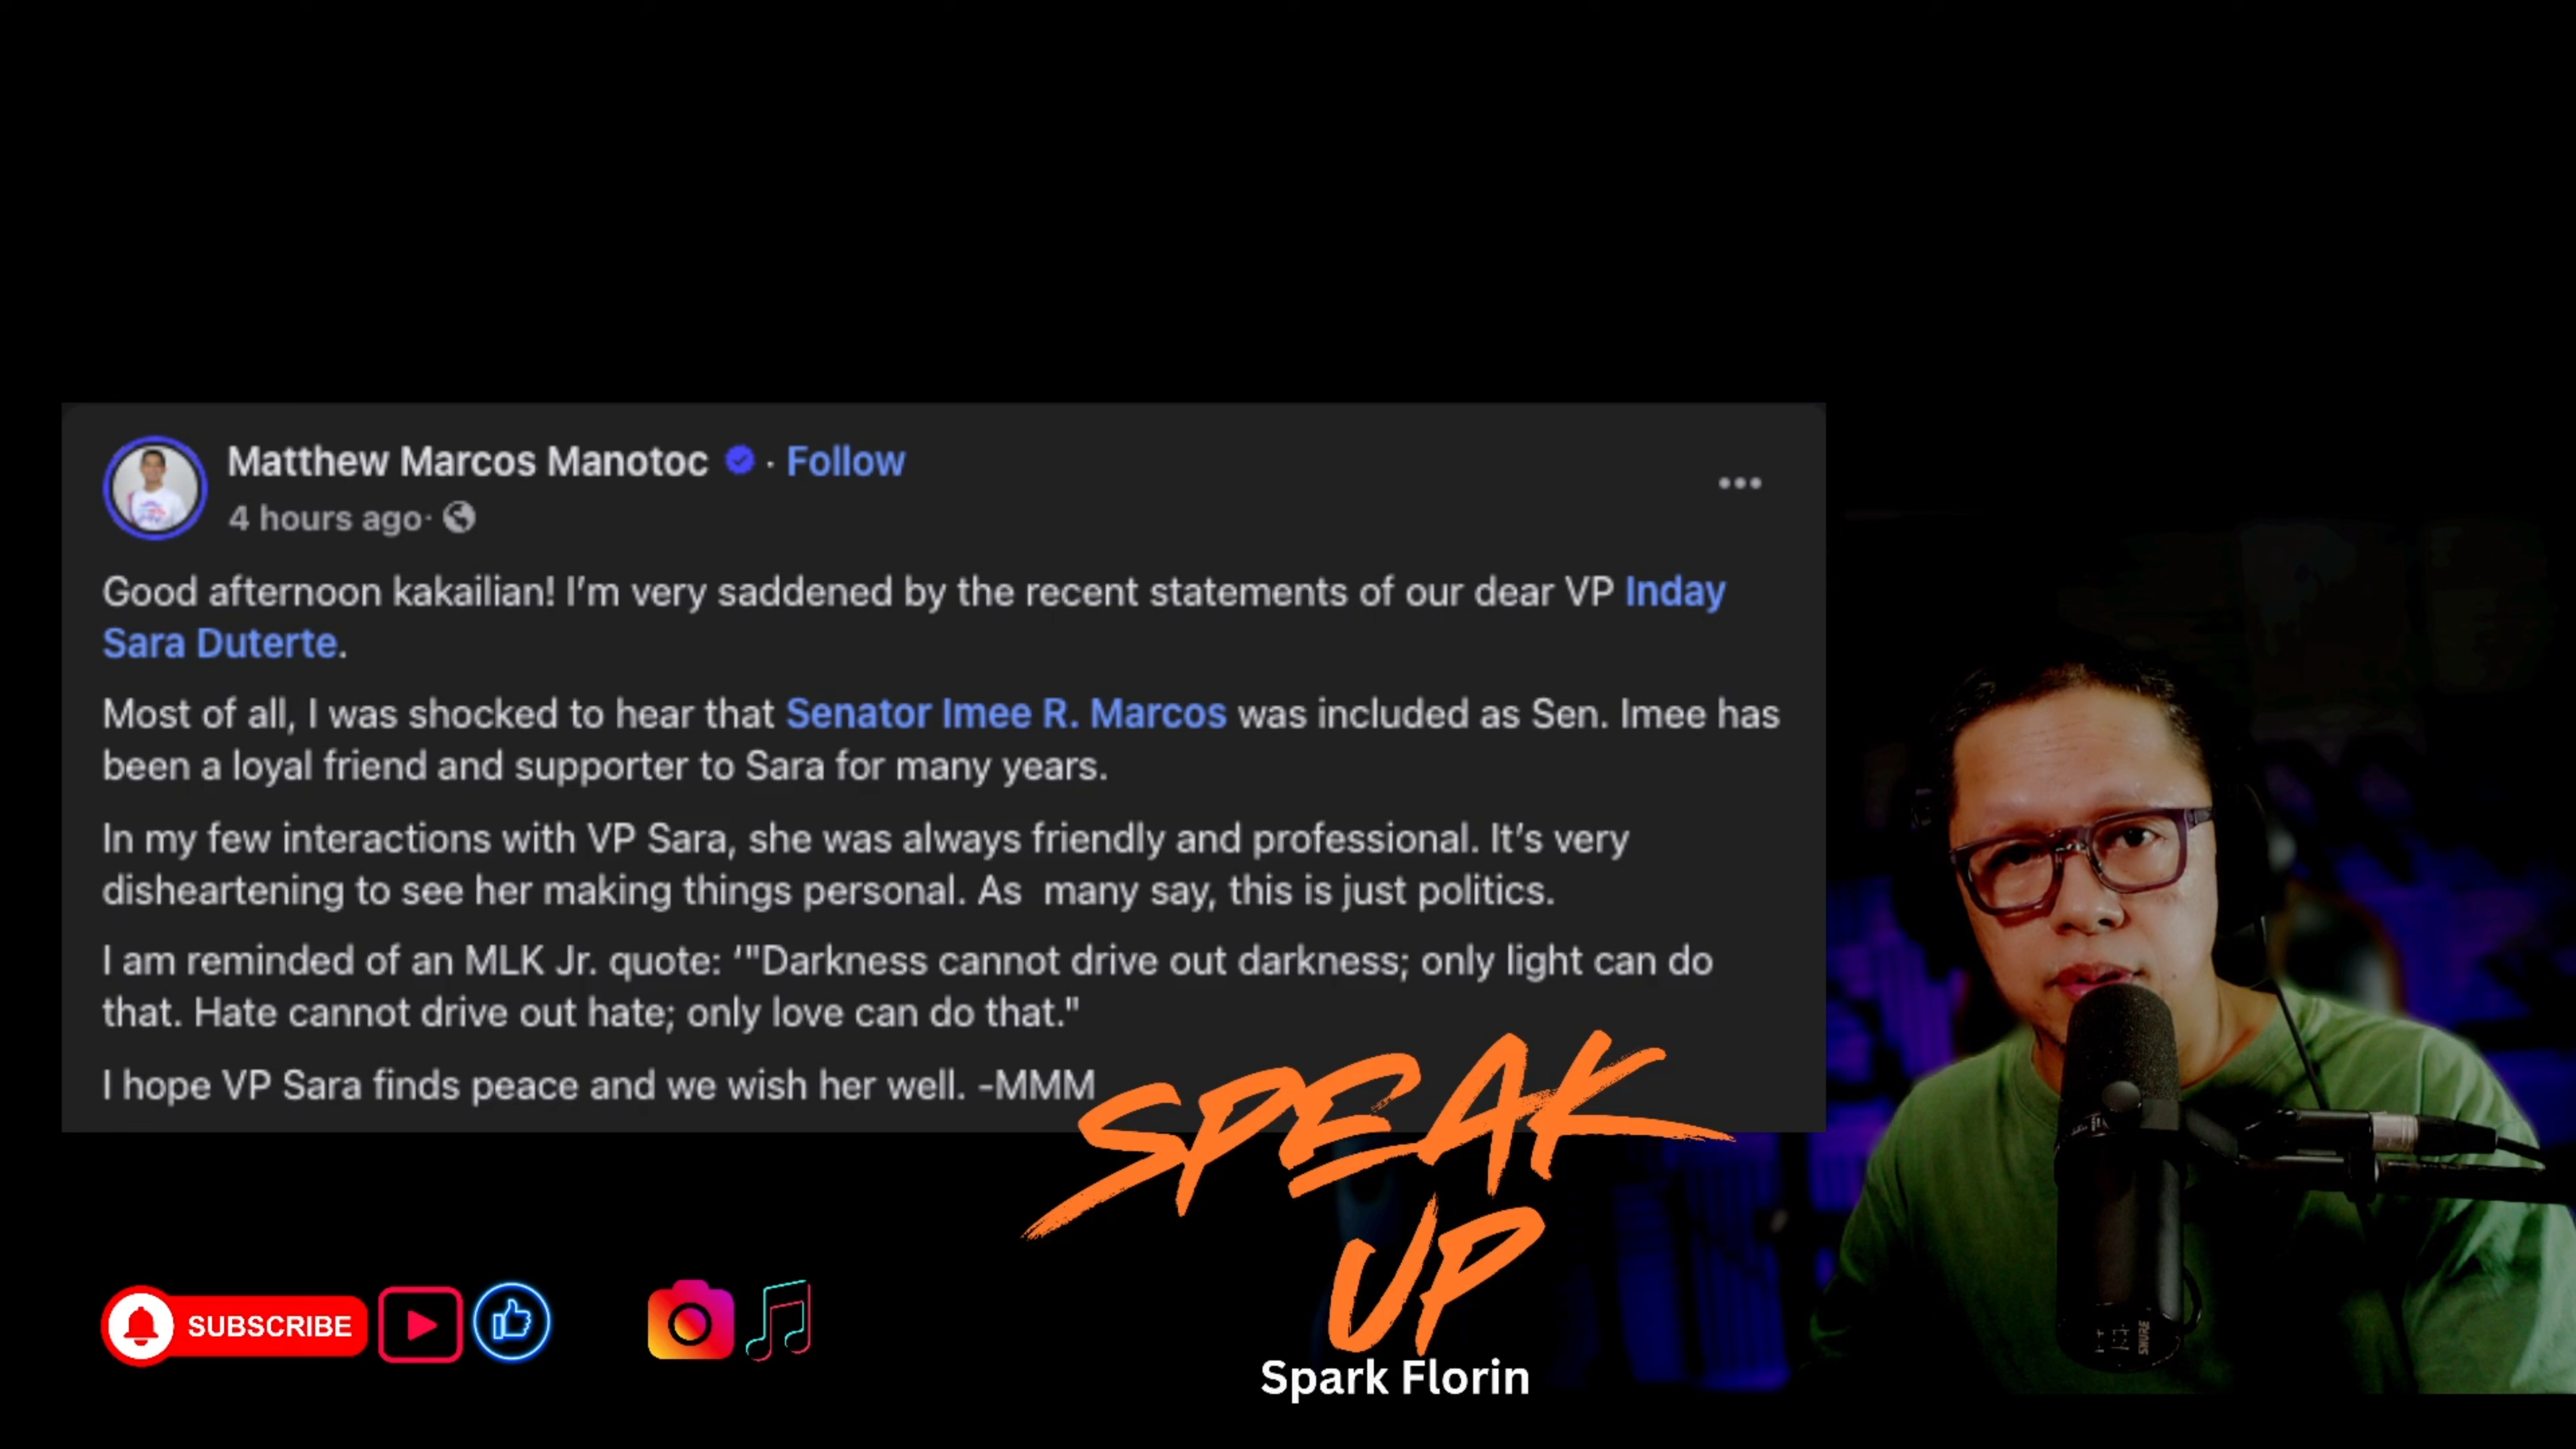 Matthew Marcos Manotoc · Follow
4 hours ago·
Good afternoon kakailian! I’m very saddened by the recent statements of our dear VP Inday
Sara Duterte.
Most of all, I was shocked to hear that Senator Imee R. Marcos was included as Sen. Imee has
been a loyal friend and supporter to Sara for many years.
In my few interactions with VP Sara, she was always friendly and professional. It’s very
disheartening to see her making things personal. As  many say, this is just politics.
I am reminded of an MLK Jr. quote: ‘"Darkness cannot drive out darkness; only light can do
that. Hate cannot drive out hate; only love can do that."
I hope VP Sara finds peace and we wish her well. -MMM
SPEAK
UP
Spark Florin
SUBSCRIBE
SHURE